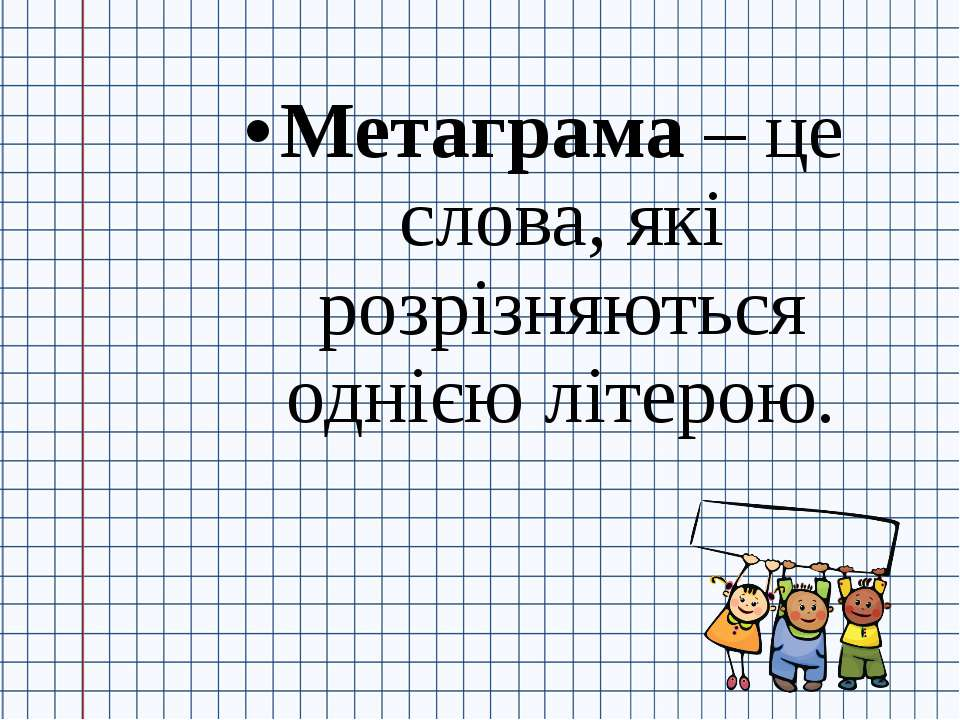 •Метаграма – це
слова, які
розрізняються
однією літерою.
E